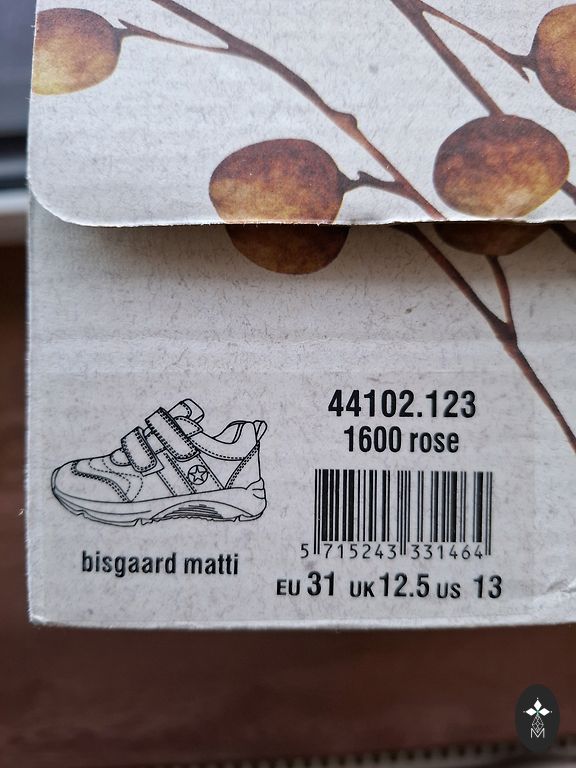 44102.123
1600 rose
5 715243 331464
bisgaard matti
EU 31 UK 12.5 US 13
M